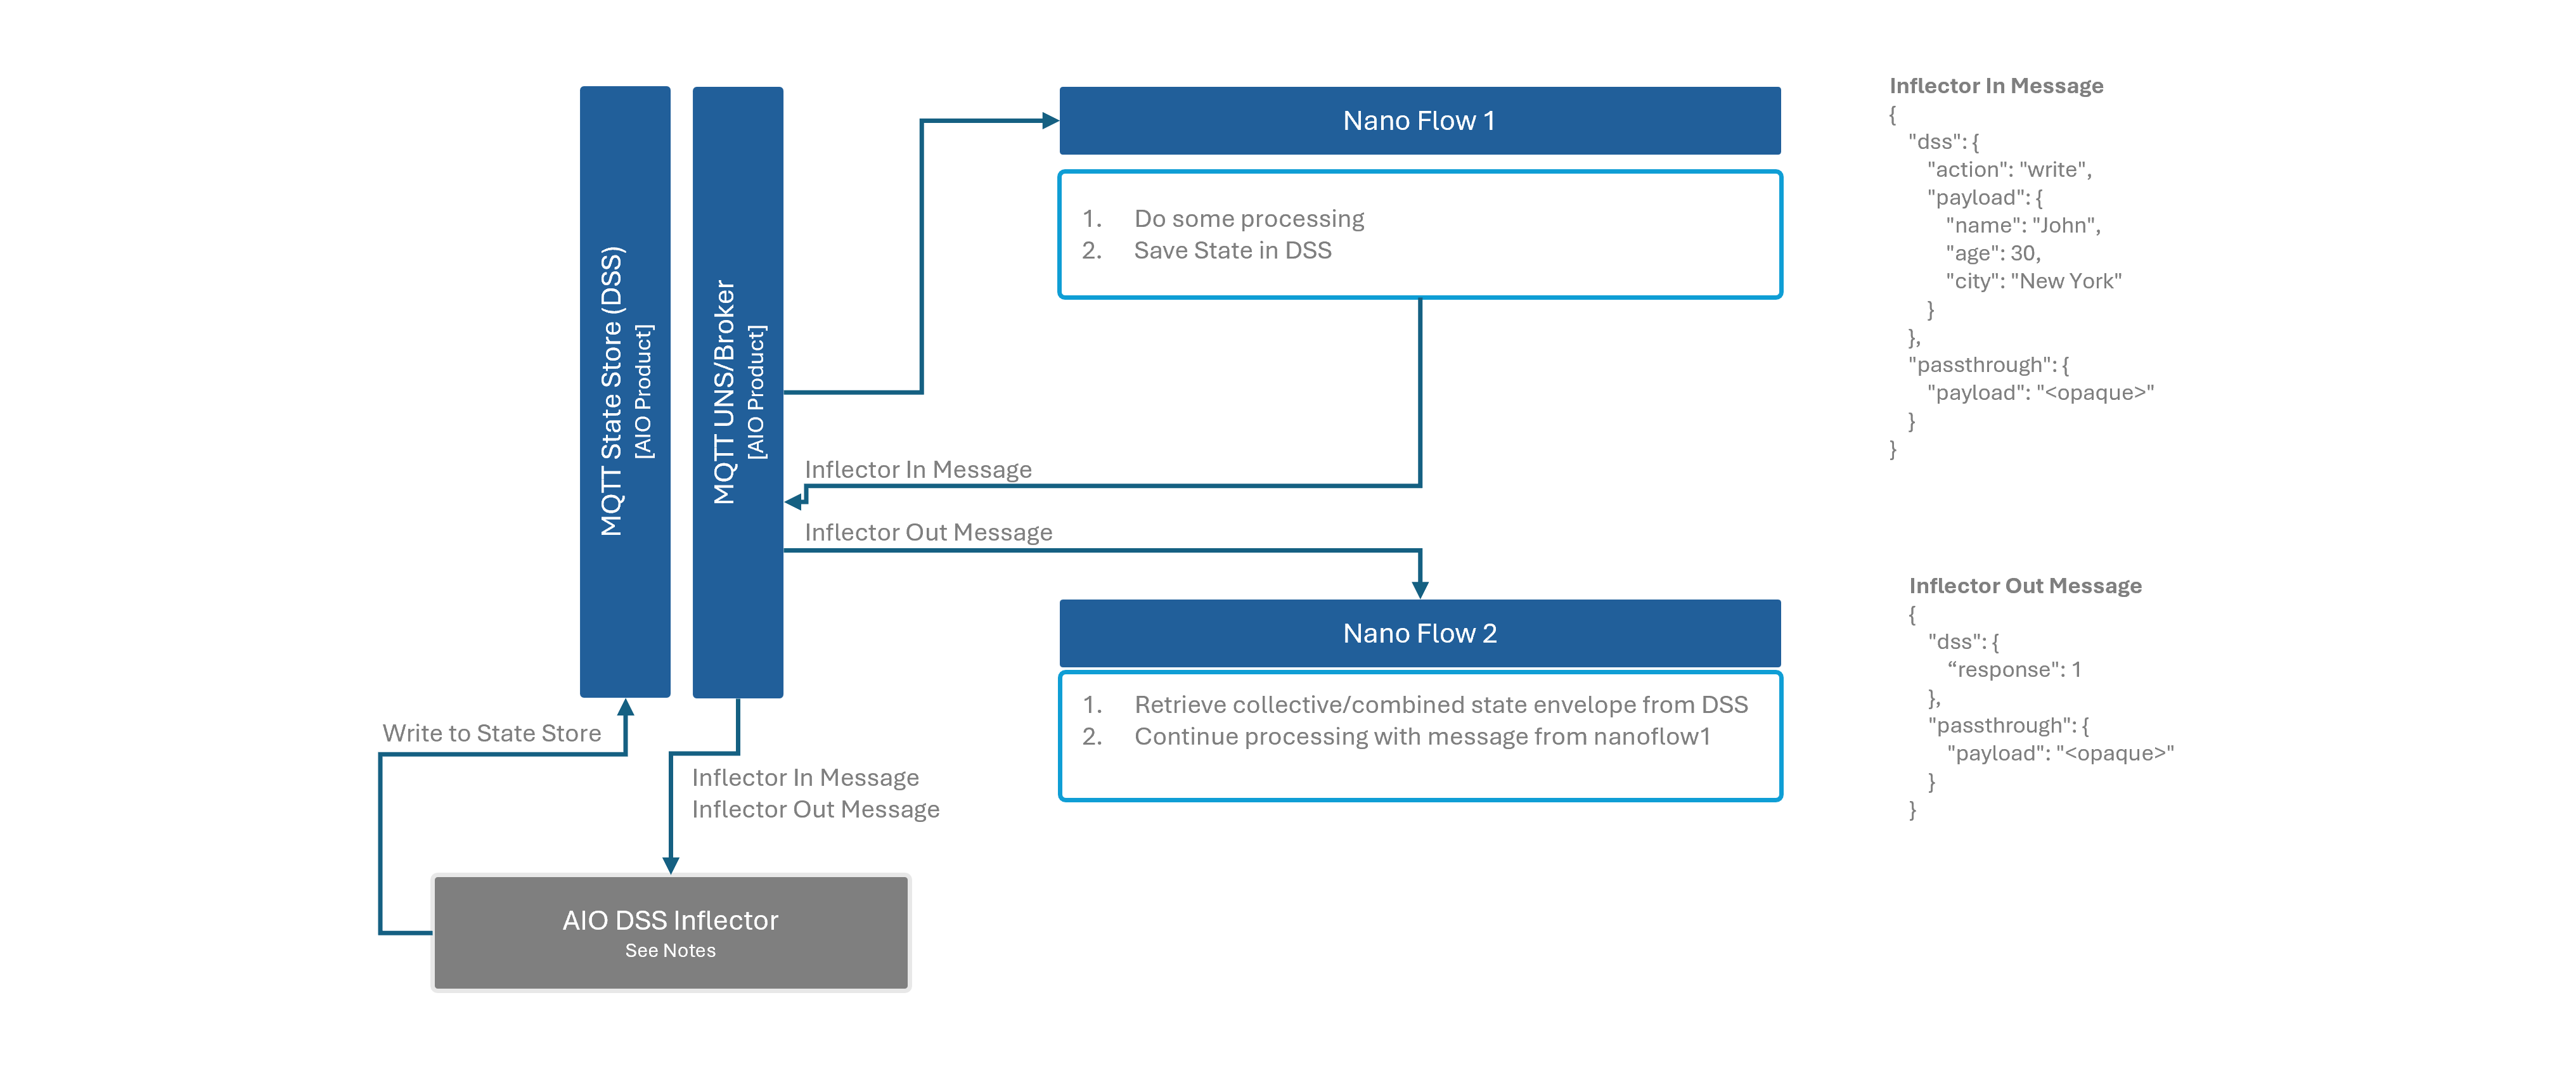 MQTT State Store (DSS)
[AIO Product]
MQTT UNS/Broker
[AIO Product]
Nano Flow 1
1. Do some processing
2. Save State in DSS
Inflector In Message
Inflector Out Message
Nano Flow 2
1. Retrieve collective/combined state envelope from DSS
2. Continue processing with message from nanoflow1
Write to State Store
Inflector In Message
Inflector Out Message
AIO DSS Inflector
See Notes
Inflector In Message
{
"dss": {
"action": "write",
"payload": {
"name": "John",
"age": 30,
"city": "New York"
}
},
"passthrough": {
"payload": "<opaque>"
}
}
Inflector Out Message
{
"dss": {
“response": 1
},
"passthrough": {
"payload": "<opaque>"
}
}